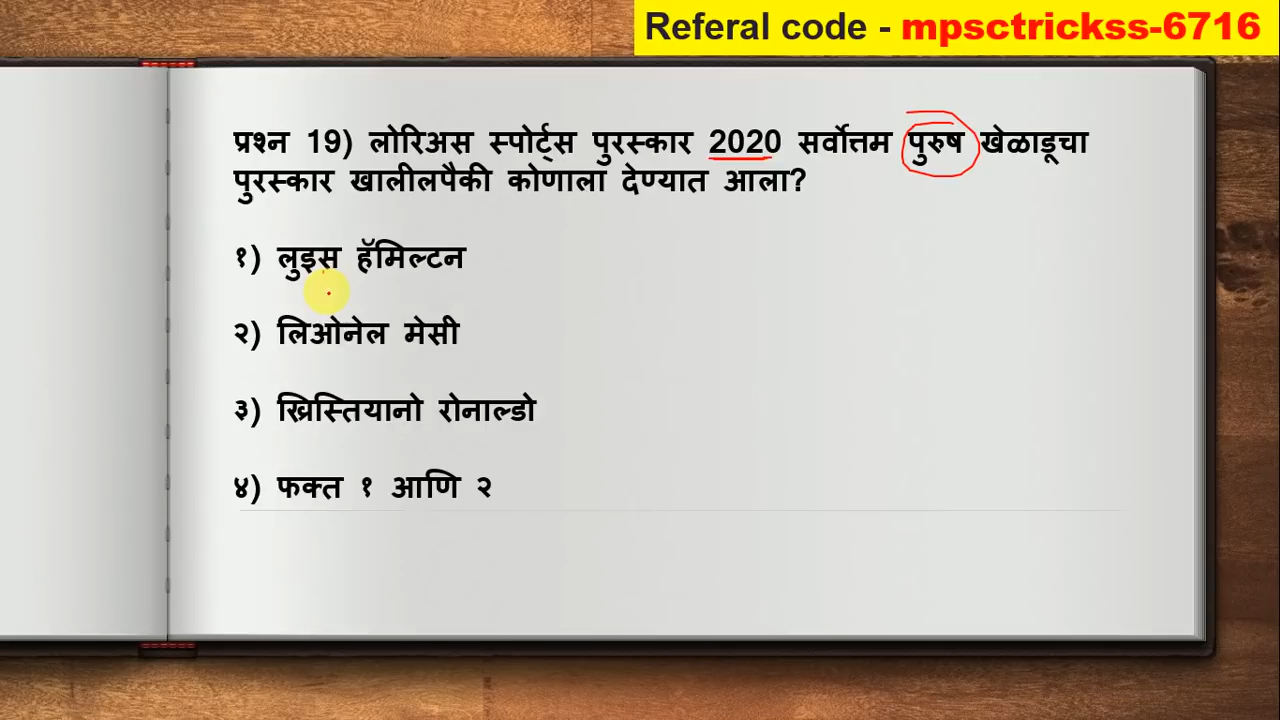 Referal code - mpsctrickss-6716
प्रश्न 19) लोरिअस स्पोर्ट्स पुरस्कार 2020 सर्वोत्तम पुरुष खेळाडूचा
पुरस्कार खालीलपैकी कोणाला देण्यात आला?
१) लुइस हॅमिल्टन
२) लिओनेल मेसी
३) ख्रिस्तियानो रोनाल्डो
४) फक्त १ आणि २